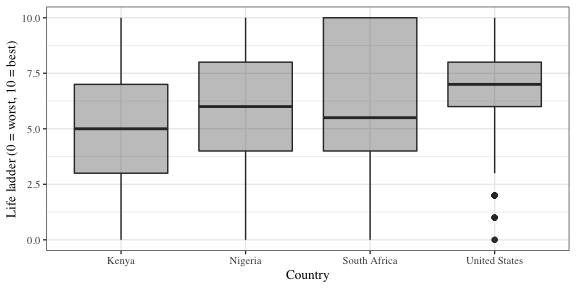 Life ladder (0 = worst, 10 = best)
10.0
7.5
5.0
2.5
0.0
Kenya Nigeria South Africa United States
Country